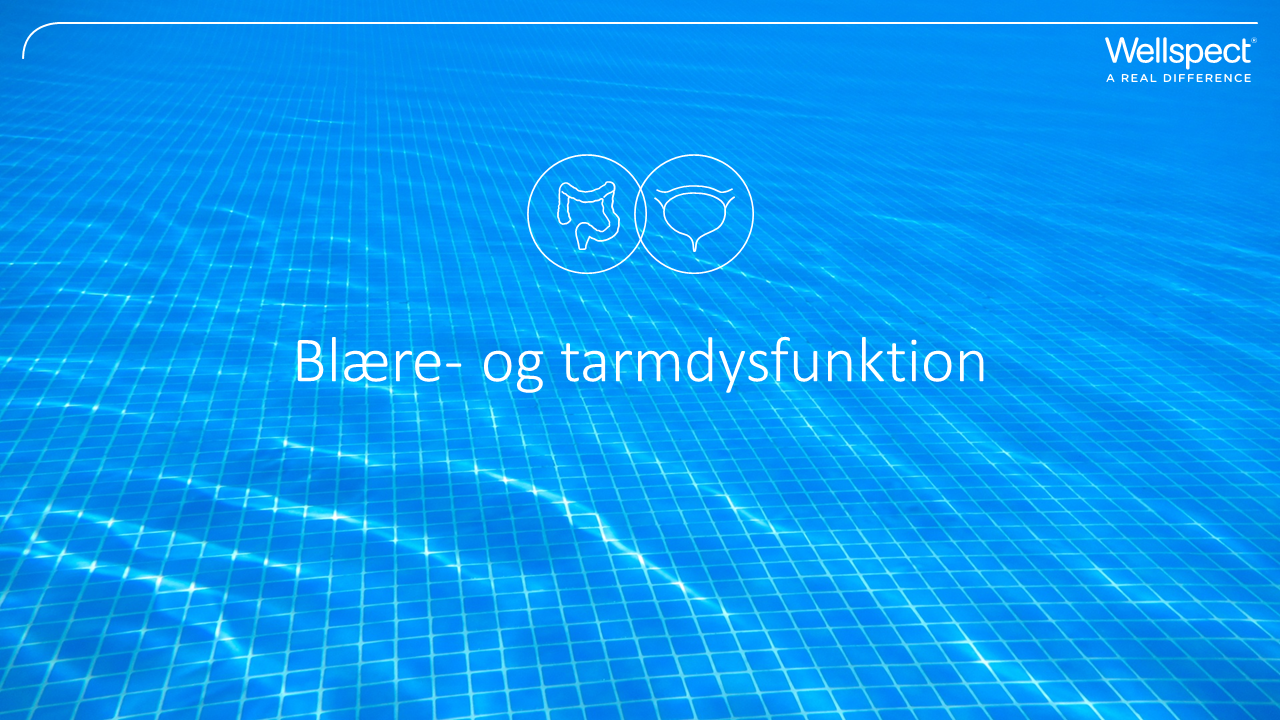 Wellspect®
A REAL DIFFERENCE
Blære- og tarmdysfunktion